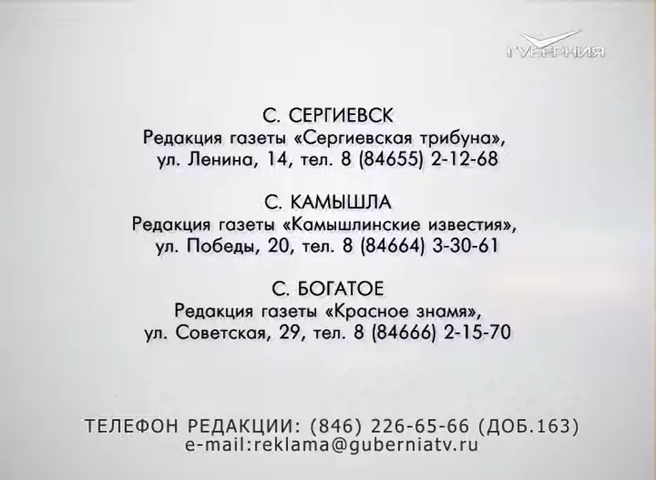 ГУБЕРНИЯ
С. СЕРГИЕВСК
Редакция газеты «Сергиевская трибуна»,
ул. Ленина, 14, тел. 8 (84655) 2-12-68
С. КАМЫШЛА
Редакция газеты «Камышлинские известия»,
ул. Победы, 20, тел. 8 (84664) 3-30-61
С. БОГАТОЕ
Редакция газеты «Красное знамя»,
ул. Советская, 29, тел. 8 (84666) 2-15-70
ТЕЛЕФОН РЕДАКЦИИ: (846) 226-65-66 (ДОБ.163)
e-mail:reklama@guberniatv.ru